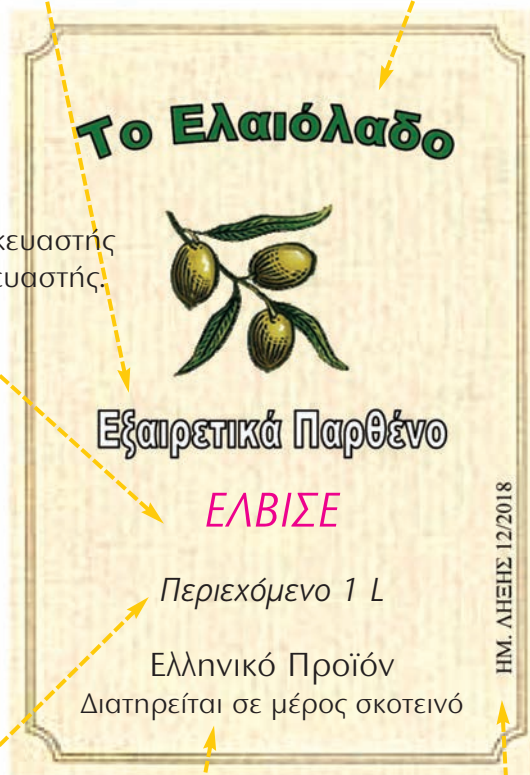 Το Ελαιόλαδο
Εξαιρετικά Παρθένο
ΕΛΒΙΣΕ
Περιεχόμενο 1 L
Ελληνικό Προϊόν
Διατηρείται σε μέρος σκοτεινό
ΗΜ. ΛΗΞΗΣ 12/2018